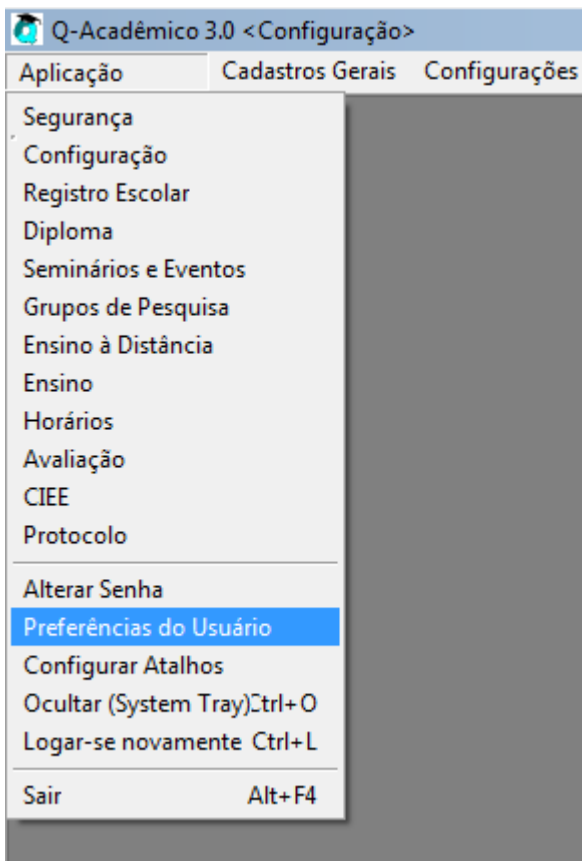 Q-Acadêmico 3.0 <Configuração>
Aplicação Cadastros Gerais Configurações
Segurança
Configuração
Registro Escolar
Diploma
Seminários e Eventos
Grupos de Pesquisa
Ensino à Distância
Ensino
Horários
Avaliação
CIEE
Protocolo
Alterar Senha
Preferências do Usuário
Configurar Atalhos
Ocultar (System Tray) Ctrl+O
Logar-se novamente Ctrl+L
Sair Alt+F4